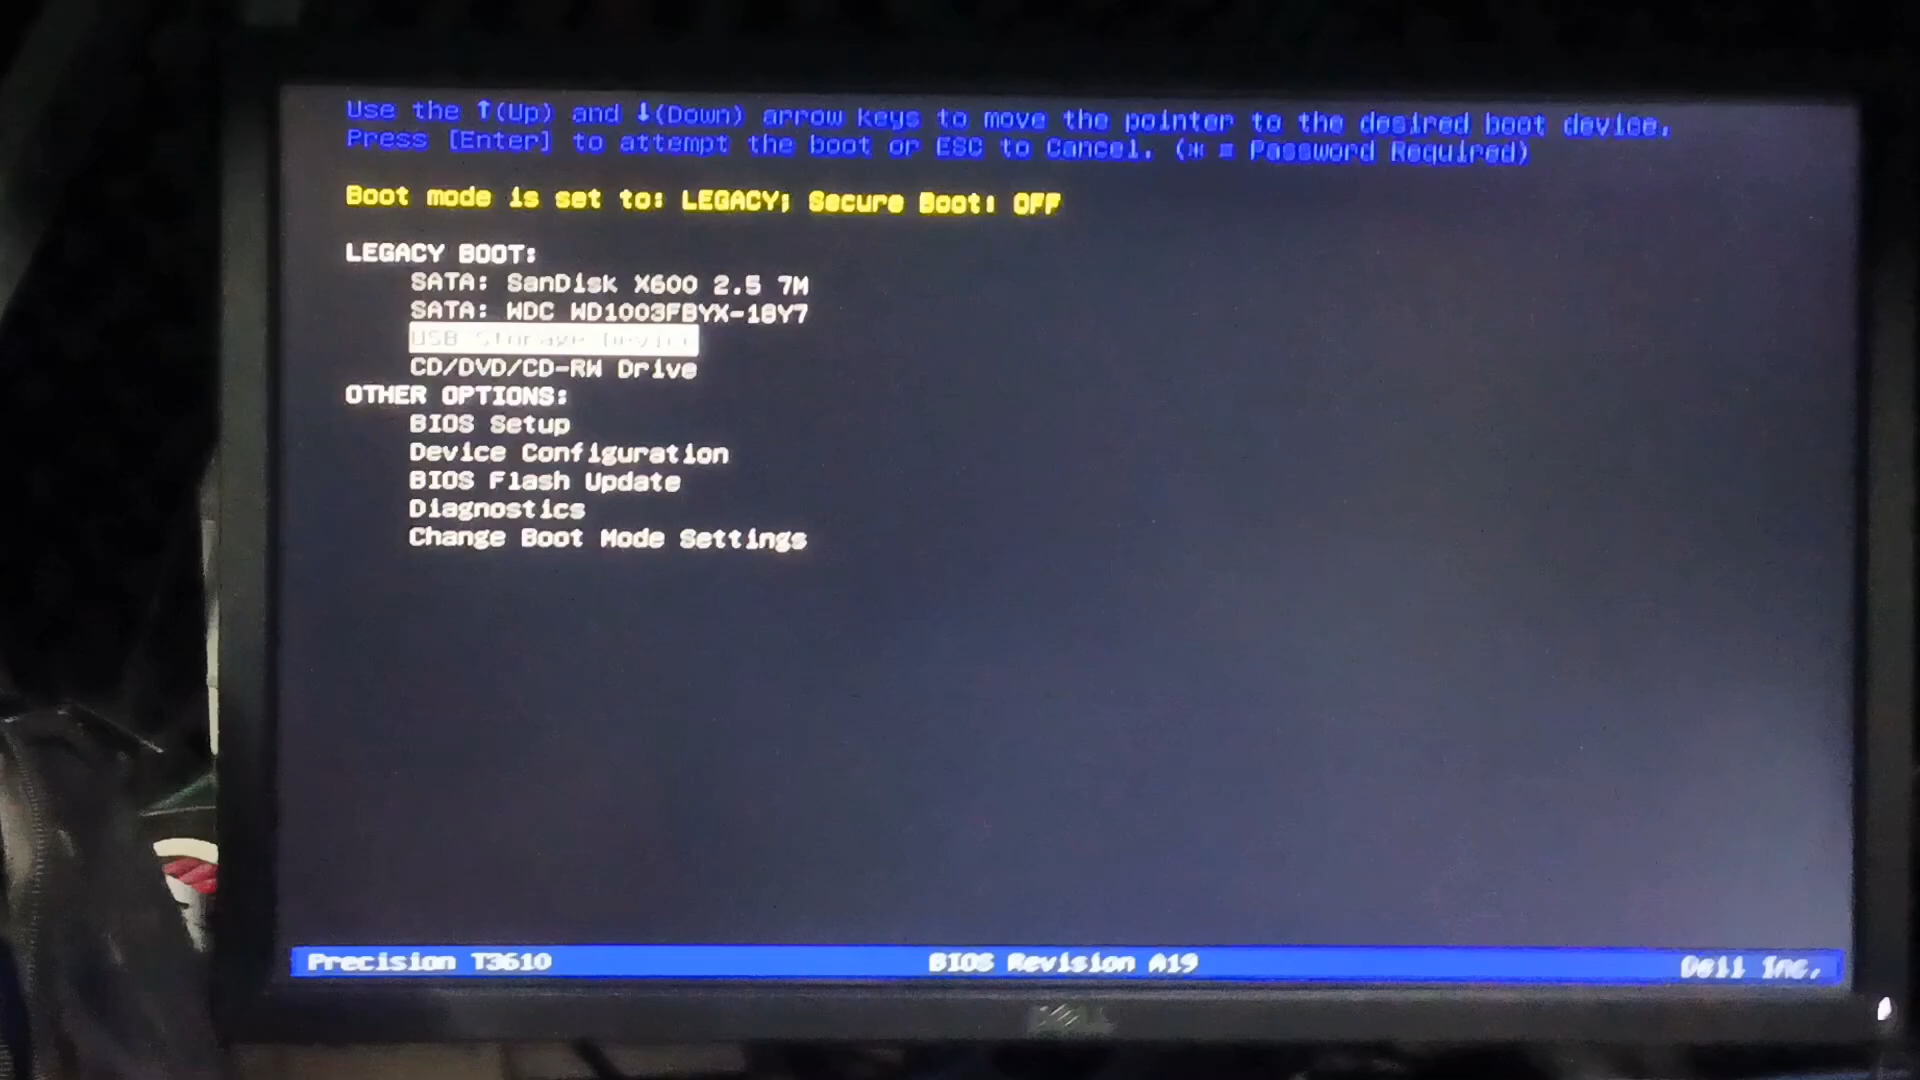 Use the ↑(Up) and ↓(Down) arrow keys to move the pointer to the desired boot device.
Press [Enter] to attempt the boot or ESC to Cancel. (* = Password Required)
Boot mode is set to: LEGACY; Secure Boot: OFF
LEGACY BOOT:
SATA: SanDisk X600 2.5 7M
SATA: WDC WD1003FBYX-18Y7
USB Storage Device
CD/DVD/CD-RW Drive
OTHER OPTIONS:
BIOS Setup
Device Configuration
BIOS Flash Update
Diagnostics
Change Boot Mode Settings
Precision T3610
BIOS Revision A19
Dell Inc.